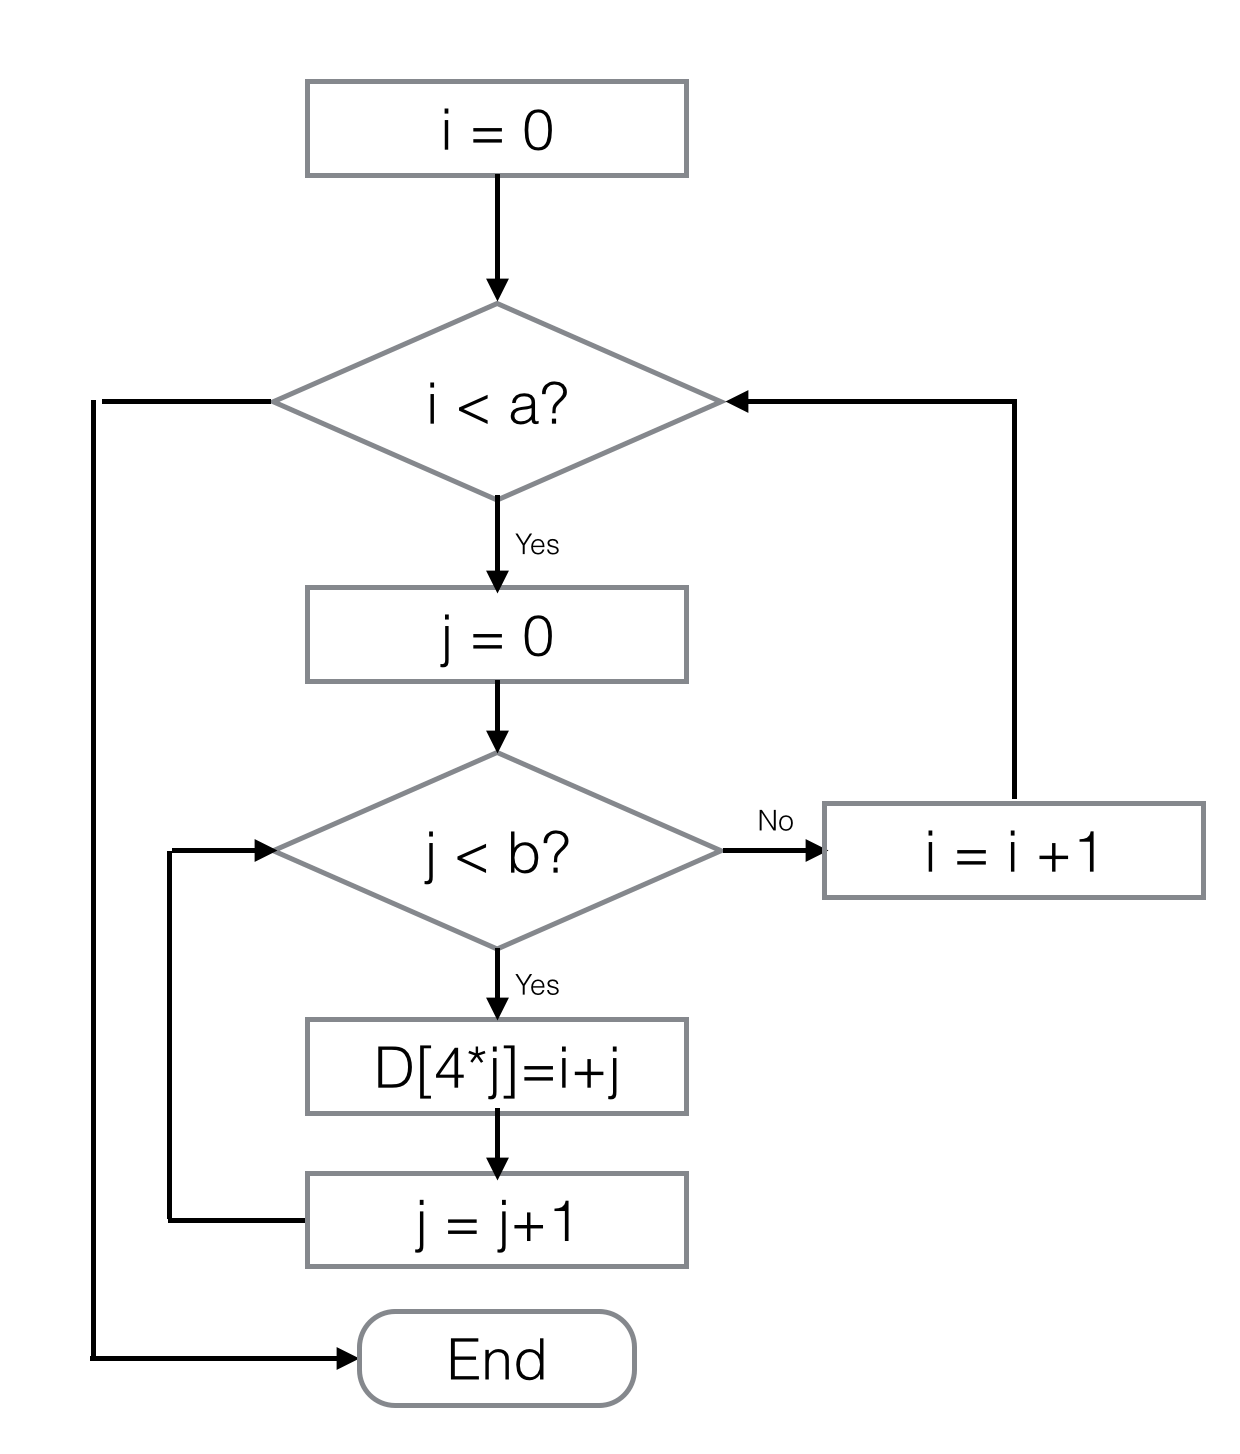 i = 0
i < a?
Yes
j = 0
j < b?
No
i = i +1
Yes
D[4*j]=i+j
j = j+1
End